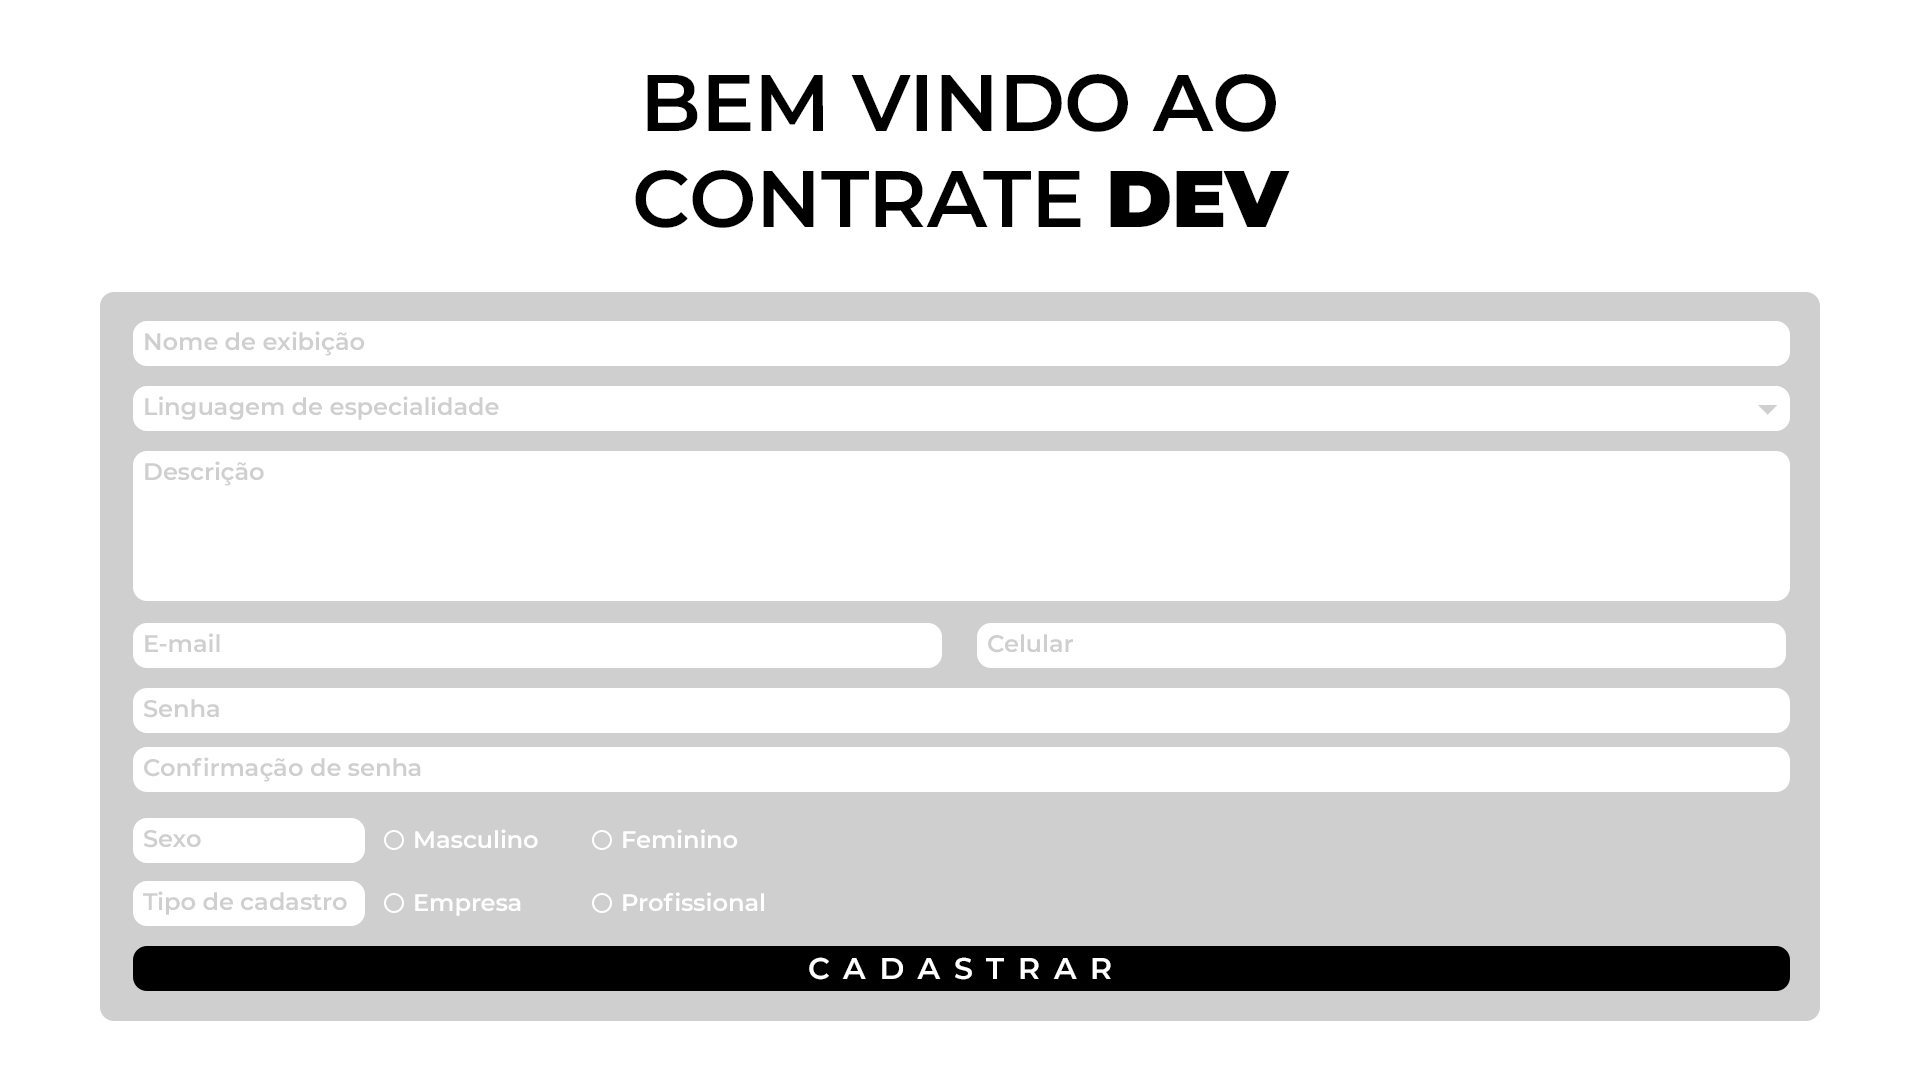 BEM VINDO AO
CONTRATE DEV
Nome de exibição
Linguagem de especialidade
Descrição
E-mail Celular
Senha
Confirmação de senha
Sexo Masculino Feminino
Tipo de cadastro Empresa Profissional
CADASTRAR